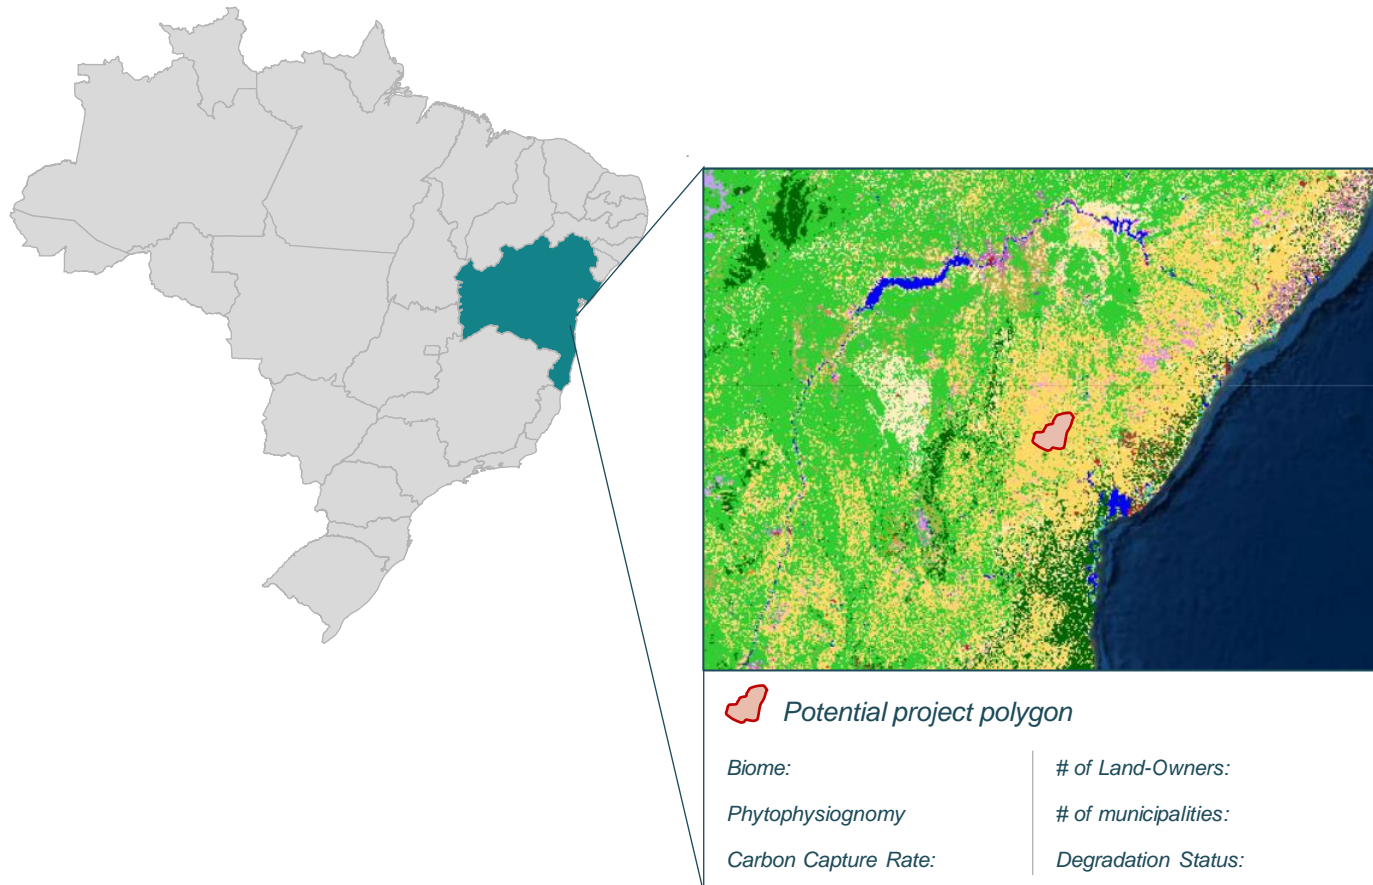 Potential project polygon
Biome:
# of Land-Owners:
Phytophysiognomy
# of municipalities:
Carbon Capture Rate:
Degradation Status: